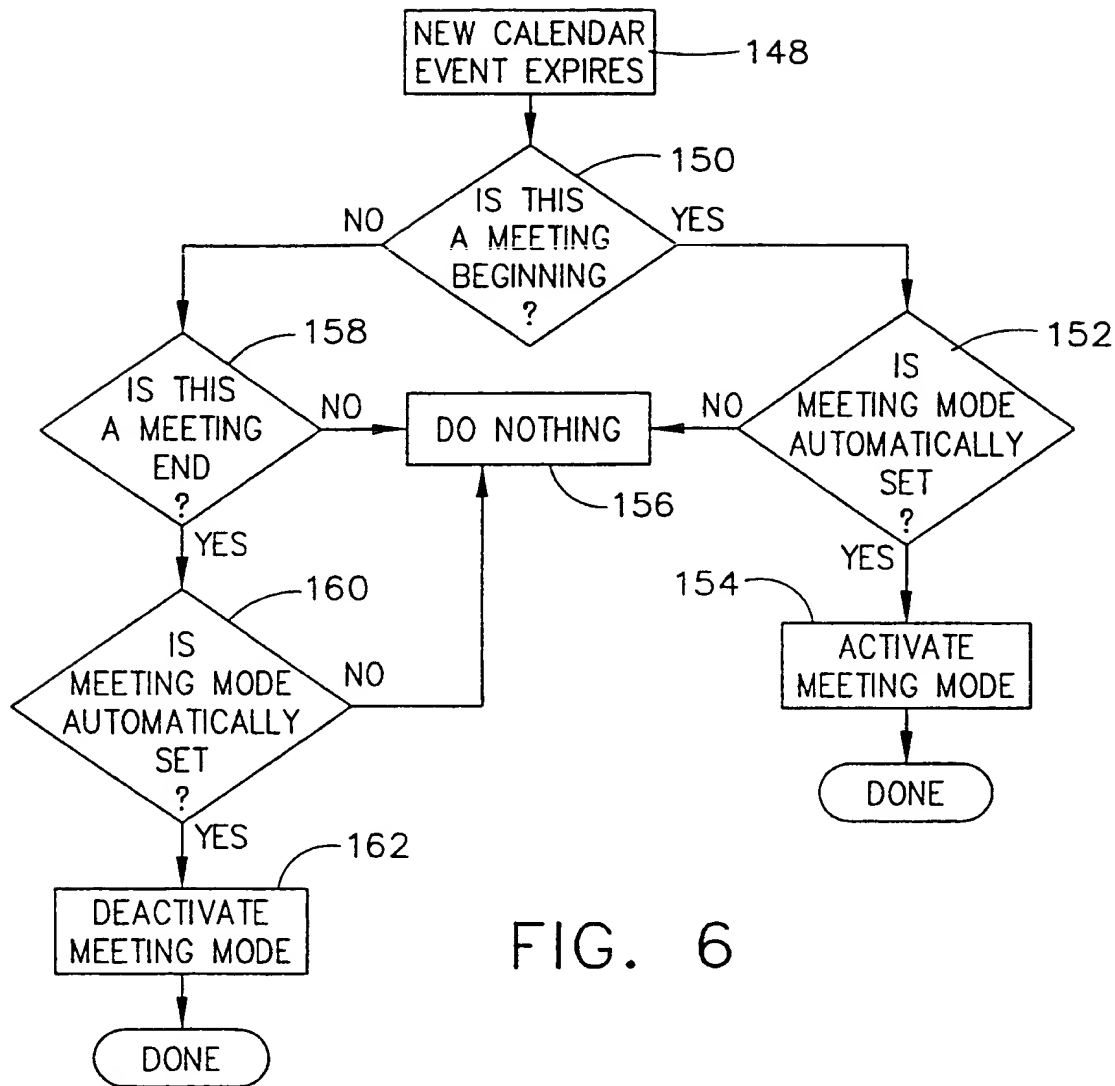 NEW CALENDAR
EVENT EXPIRES
148
150
IS THIS
A MEETING
BEGINNING
?
NO
YES
158
IS THIS
A MEETING
END
?
NO
YES
DO NOTHING
156
152
IS
MEETING MODE
AUTOMATICALLY
SET
?
NO
YES
154
ACTIVATE
MEETING MODE
DONE
160
IS
MEETING MODE
AUTOMATICALLY
SET
?
NO
YES
162
DEACTIVATE
MEETING MODE
DONE
FIG. 6